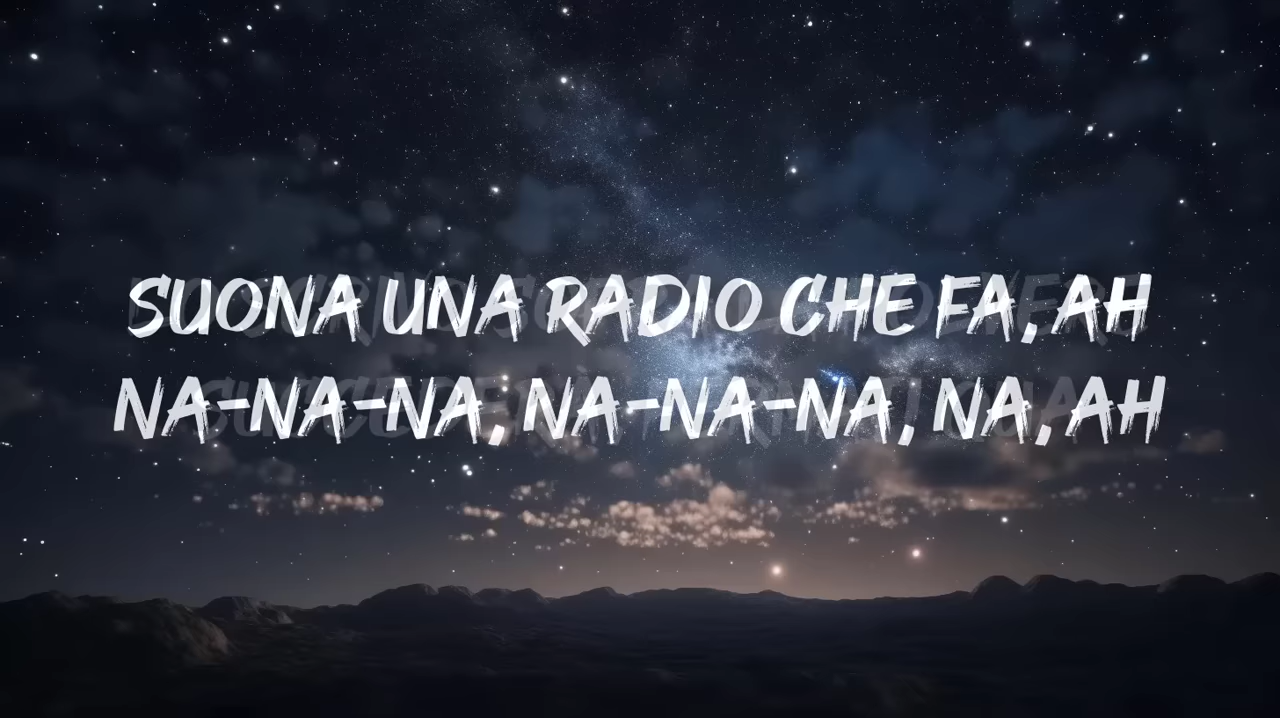 SUONA UNA RADIO CHE FA, AH
NA-NA-NA, NA-NA-NA, NA, AH